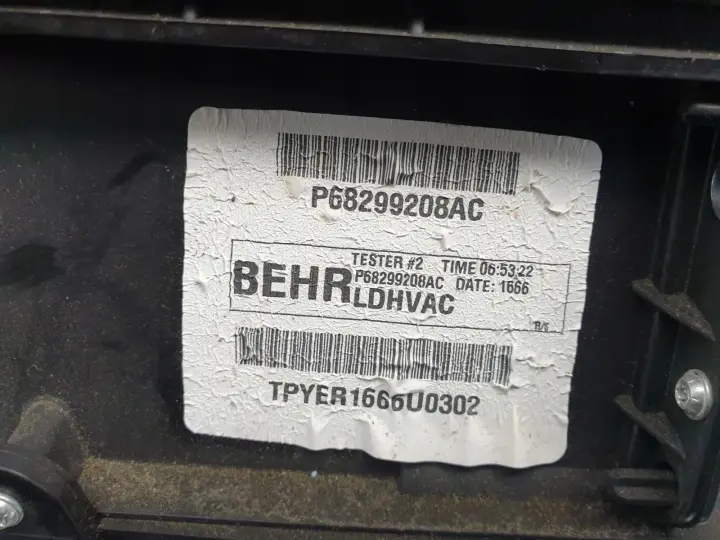 P68299208AC
TESTER #2 TIME 06:53:22
BEHR P68299208AC DATE: 1666
LDHVAC
R/S
TPYER1666U0302